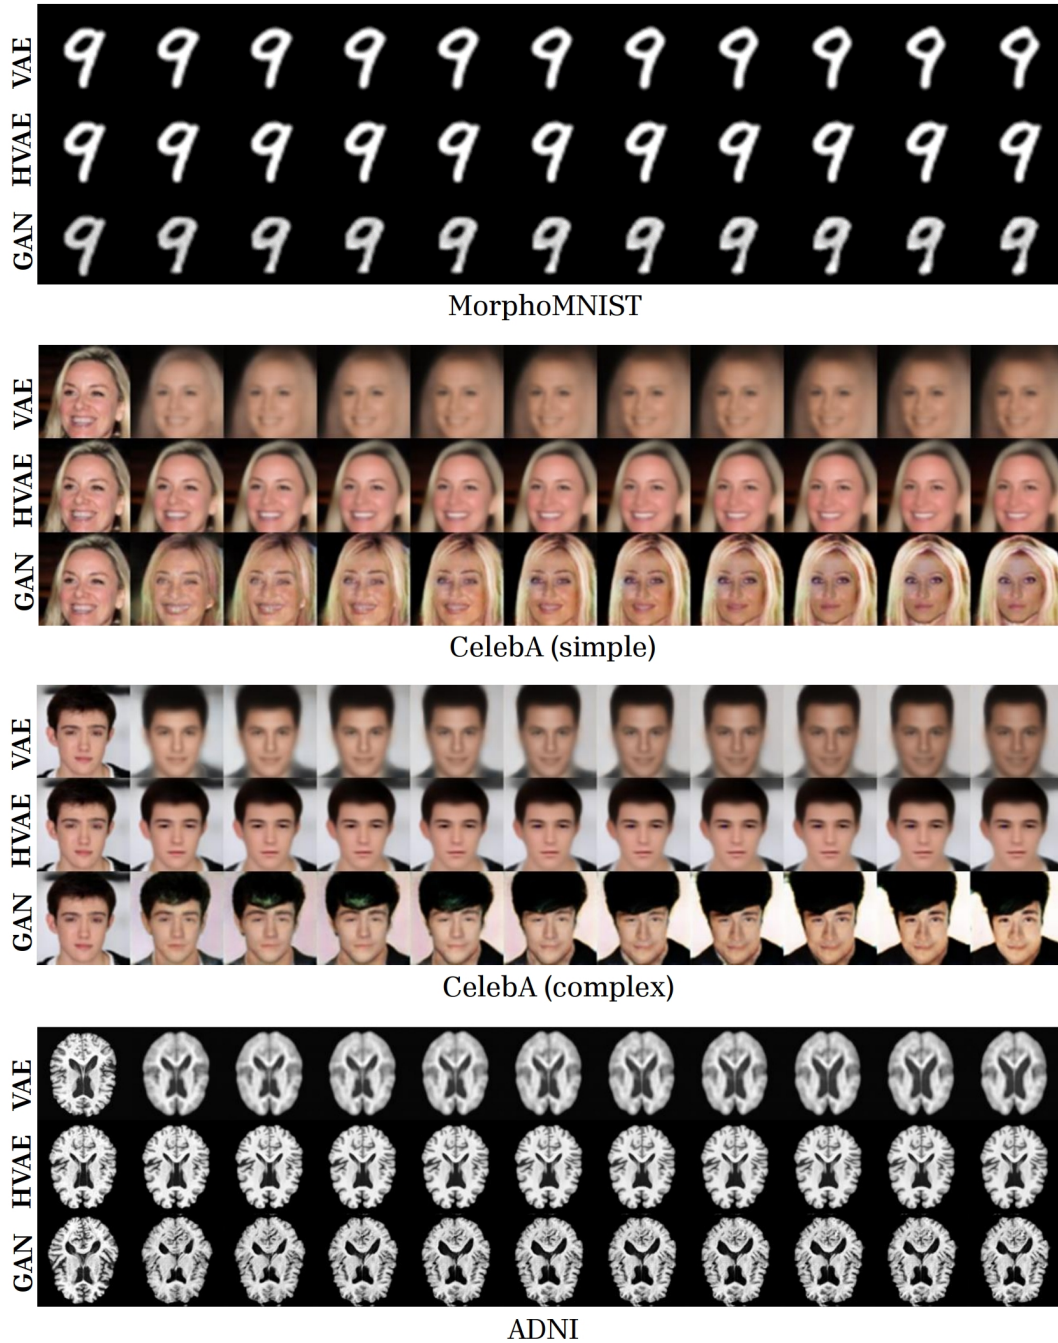 VAE
HVAE
GAN
MorphoMNIST
VAE
HVAE
GAN
CelebA (simple)
VAE
HVAE
GAN
CelebA (complex)
VAE
HVAE
GAN
ADNI